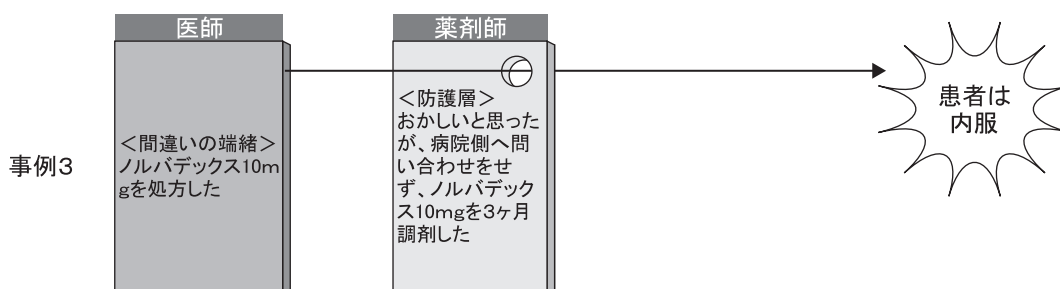 医師
薬剤師
事例3
＜間違いの端緒＞
ノルバデックス10m
gを処方した
＜防護層＞
おかしいと思った
が、病院側へ問
い合わせをせ
ず、ノルバデック
ス10mgを3ヶ月
調剤した
患者は
内服